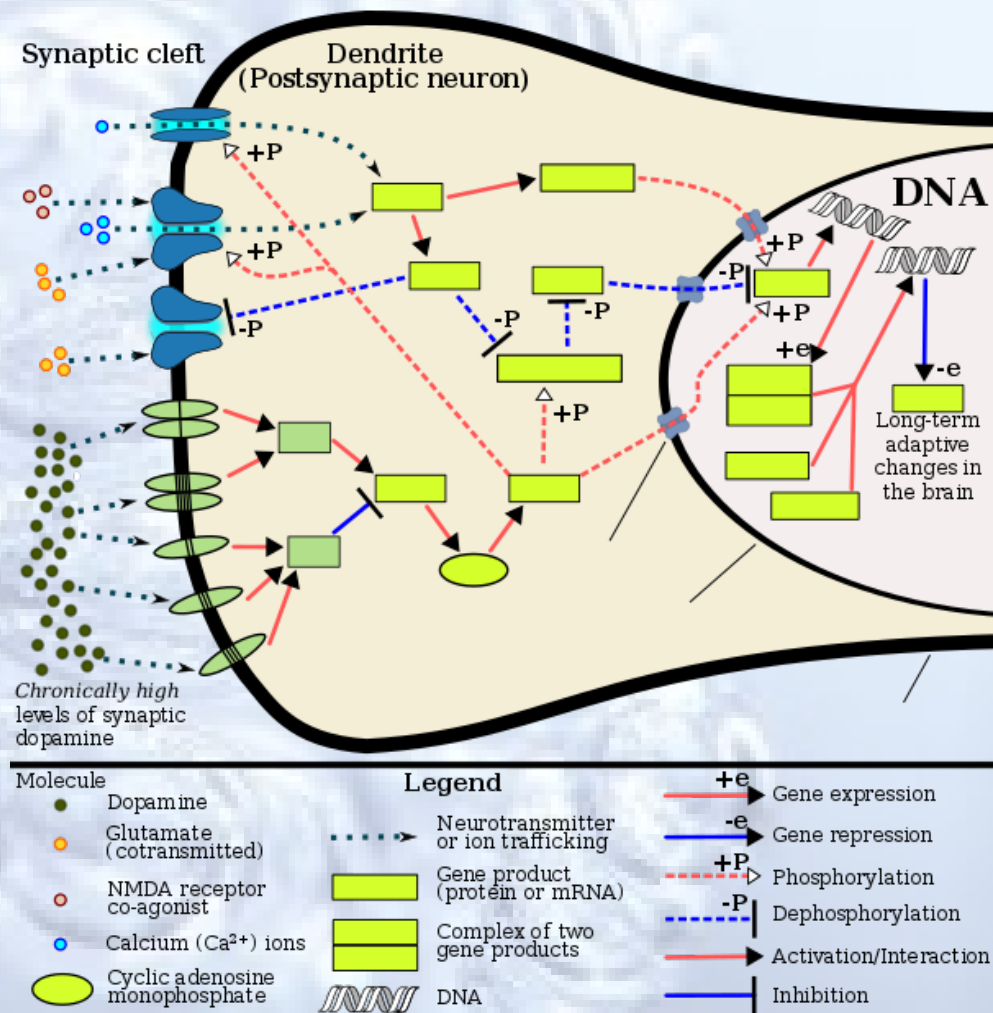 Synaptic cleft
Dendrite
(Postsynaptic neuron)
DNA
+P
+P
-P
-P
-P
+P
+P
-P
+P
+e
-e
Long-term
adaptive
changes in
the brain
Chronically high
levels of synaptic
dopamine
Molecule
Dopamine
Glutamate
(cotransmitted)
NMDA receptor
co-agonist
Calcium (Ca²⁺) ions
Cyclic adenosine
monophosphate
Legend
Neurotransmitter
or ion trafficking
Gene product
(protein or mRNA)
Complex of two
gene products
DNA
+e
Gene expression
-e
Gene repression
+P
Phosphorylation
-P
Dephosphorylation
Activation/Interaction
Inhibition